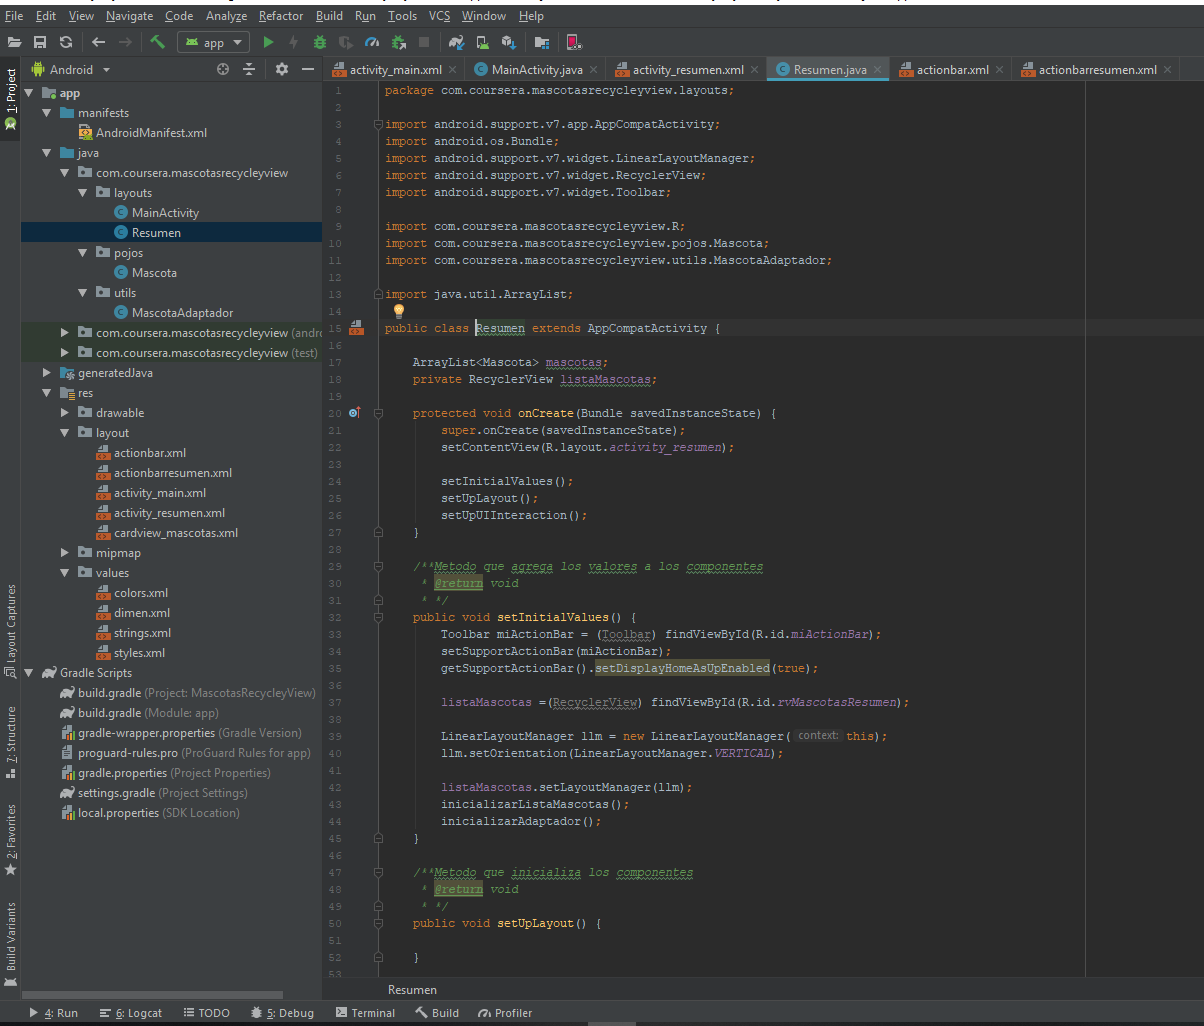 File Edit View Navigate Code Analyze Refactor Build Run Tools VCS Window Help
app
Android
activity_main.xml MainActivity.java activity_resumen.xml Resumen.java actionbar.xml actionbarresumen.xml
1: Project
Layout Captures
7: Structure
2: Favorites
Build Variants
app
manifests
AndroidManifest.xml
java
com.coursera.mascotasrecycleyview
layouts
MainActivity
Resumen
pojos
Mascota
utils
MascotaAdaptador
com.coursera.mascotasrecycleyview (andro
com.coursera.mascotasrecycleyview (test)
generatedJava
res
drawable
layout
actionbar.xml
actionbarresumen.xml
activity_main.xml
activity_resumen.xml
cardview_mascotas.xml
mipmap
values
colors.xml
dimen.xml
strings.xml
styles.xml
Gradle Scripts
build.gradle (Project: MascotasRecycleyView)
build.gradle (Module: app)
gradle-wrapper.properties (Gradle Version)
proguard-rules.pro (ProGuard Rules for app)
gradle.properties (Project Properties)
settings.gradle (Project Settings)
local.properties (SDK Location)
1 package com.coursera.mascotasrecycleyview.layouts;
2
3 import android.support.v7.app.AppCompatActivity;
4 import android.os.Bundle;
5 import android.support.v7.widget.LinearLayoutManager;
6 import android.support.v7.widget.RecyclerView;
7 import android.support.v7.widget.Toolbar;
8
9 import com.coursera.mascotasrecycleyview.R;
10 import com.coursera.mascotasrecycleyview.pojos.Mascota;
11 import com.coursera.mascotasrecycleyview.utils.MascotaAdaptador;
12
13 import java.util.ArrayList;
14
15 public class Resumen extends AppCompatActivity {
16
17 ArrayList<Mascota> mascotas;
18 private RecyclerView listaMascotas;
19
20 protected void onCreate(Bundle savedInstanceState) {
21 super.onCreate(savedInstanceState);
22 setContentView(R.layout.activity_resumen);
23
24 setInitialValues();
25 setUpLayout();
26 setUpUIInteraction();
27 }
28
29 /**Metodo que agrega los valores a los componentes
30 * @return void
31 * */
32 public void setInitialValues() {
33 Toolbar miActionBar = (Toolbar) findViewById(R.id.miActionBar);
34 setSupportActionBar(miActionBar);
35 getSupportActionBar().setDisplayHomeAsUpEnabled(true);
36
37 listaMascotas =(RecyclerView) findViewById(R.id.rvMascotasResumen);
38
39 LinearLayoutManager llm = new LinearLayoutManager( context: this);
40 llm.setOrientation(LinearLayoutManager.VERTICAL);
41
42 listaMascotas.setLayoutManager(llm);
43 inicializarListaMascotas();
44 inicializarAdaptador();
45 }
46
47 /**Metodo que inicializa los componentes
48 * @return void
49 * */
50 public void setUpLayout() {
51
52 }
53
Resumen
4: Run 6: Logcat TODO 5: Debug Terminal Build Profiler